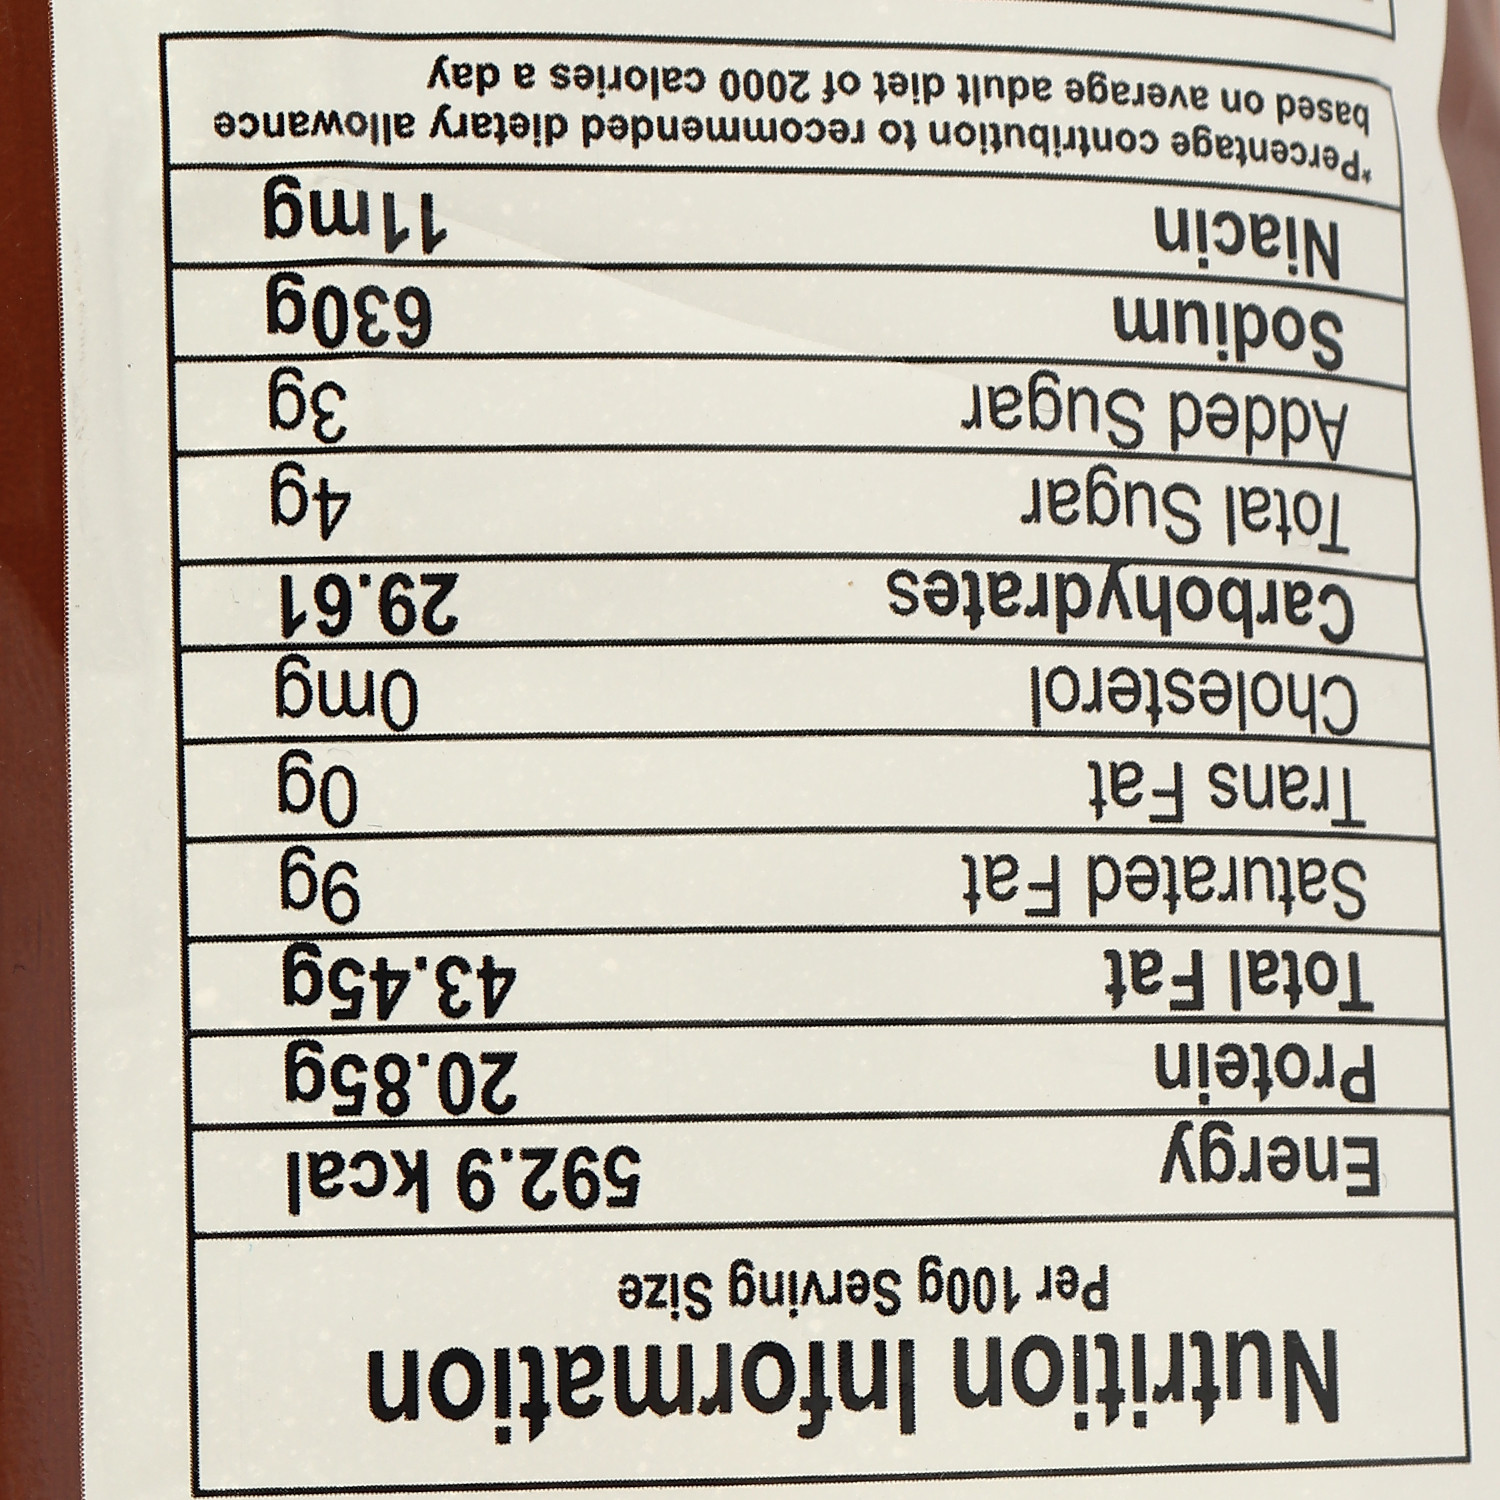 Nutrition Information
Per 100g Serving Size
Energy 592.9 kcal
Protein 20.85g
Total Fat 43.45g
Saturated Fat 9g
Trans Fat 0g
Cholesterol 0mg
Carbohydrates 29.61
Total Sugar 4g
Added Sugar 3g
Sodium 630g
Niacin 11mg
*Percentage contribution to recommended dietary allowance
based on average adult diet of 2000 calories a day